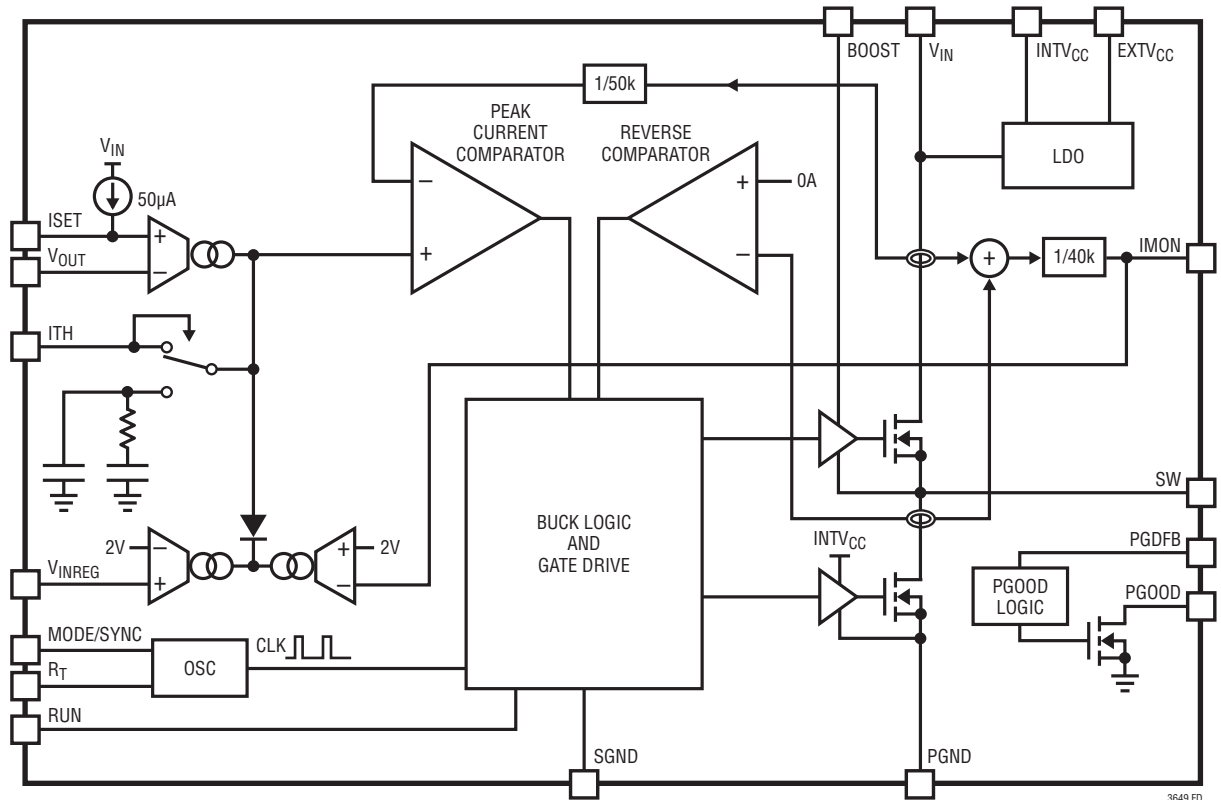 BOOST
V_IN
INTV_CC
EXTV_CC
1/50k
PEAK
CURRENT
COMPARATOR
REVERSE
COMPARATOR
LDO
V_IN
50µA
ISET
V_OUT
+
−
−
+
+
−
0A
+
1/40k
IMON
ITH
SW
BUCK LOGIC
AND
GATE DRIVE
INTV_CC
2V
−
+
+
−
2V
V_INREG
PGDFB
PGOOD
LOGIC
PGOOD
MODE/SYNC
R_T
OSC
CLK
RUN
SGND
PGND
3649 FD